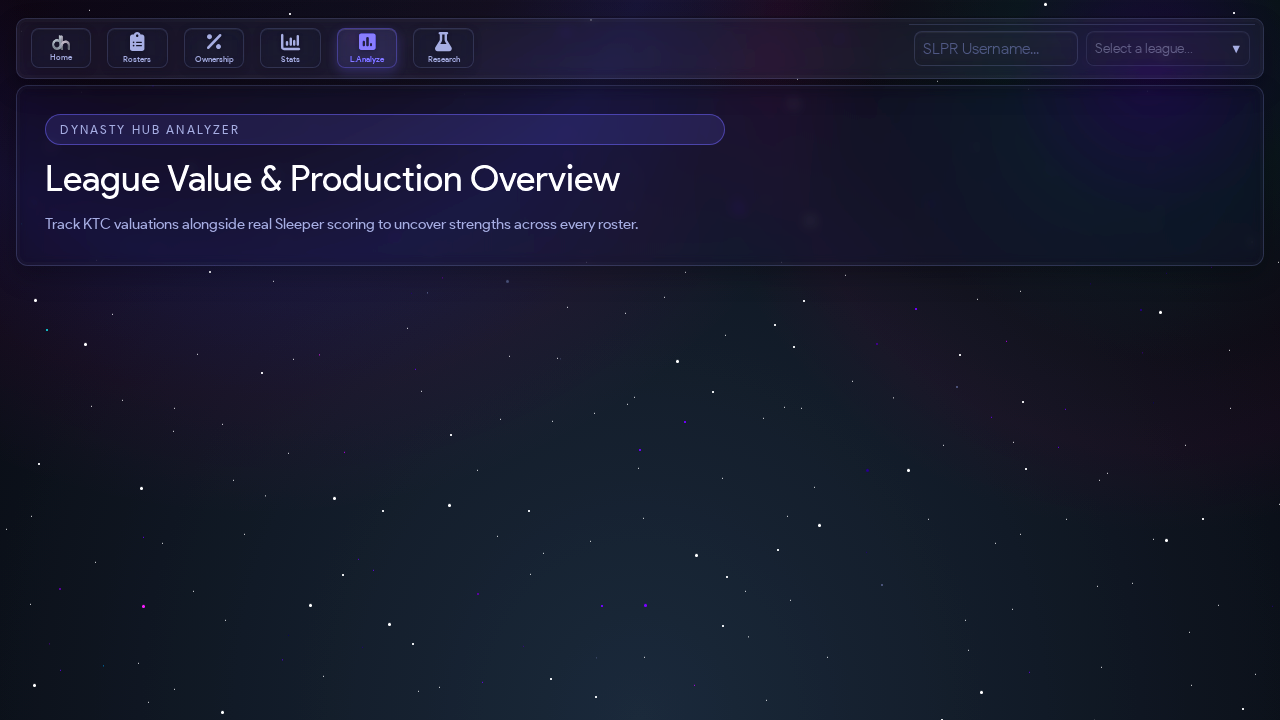 dh
Home
Rosters
Ownership
Stats
L.Analyze
Research
SLPR Username...
Select a league... ▼
DYNASTY HUB ANALYZER
League Value & Production Overview
Track KTC valuations alongside real Sleeper scoring to uncover strengths across every roster.